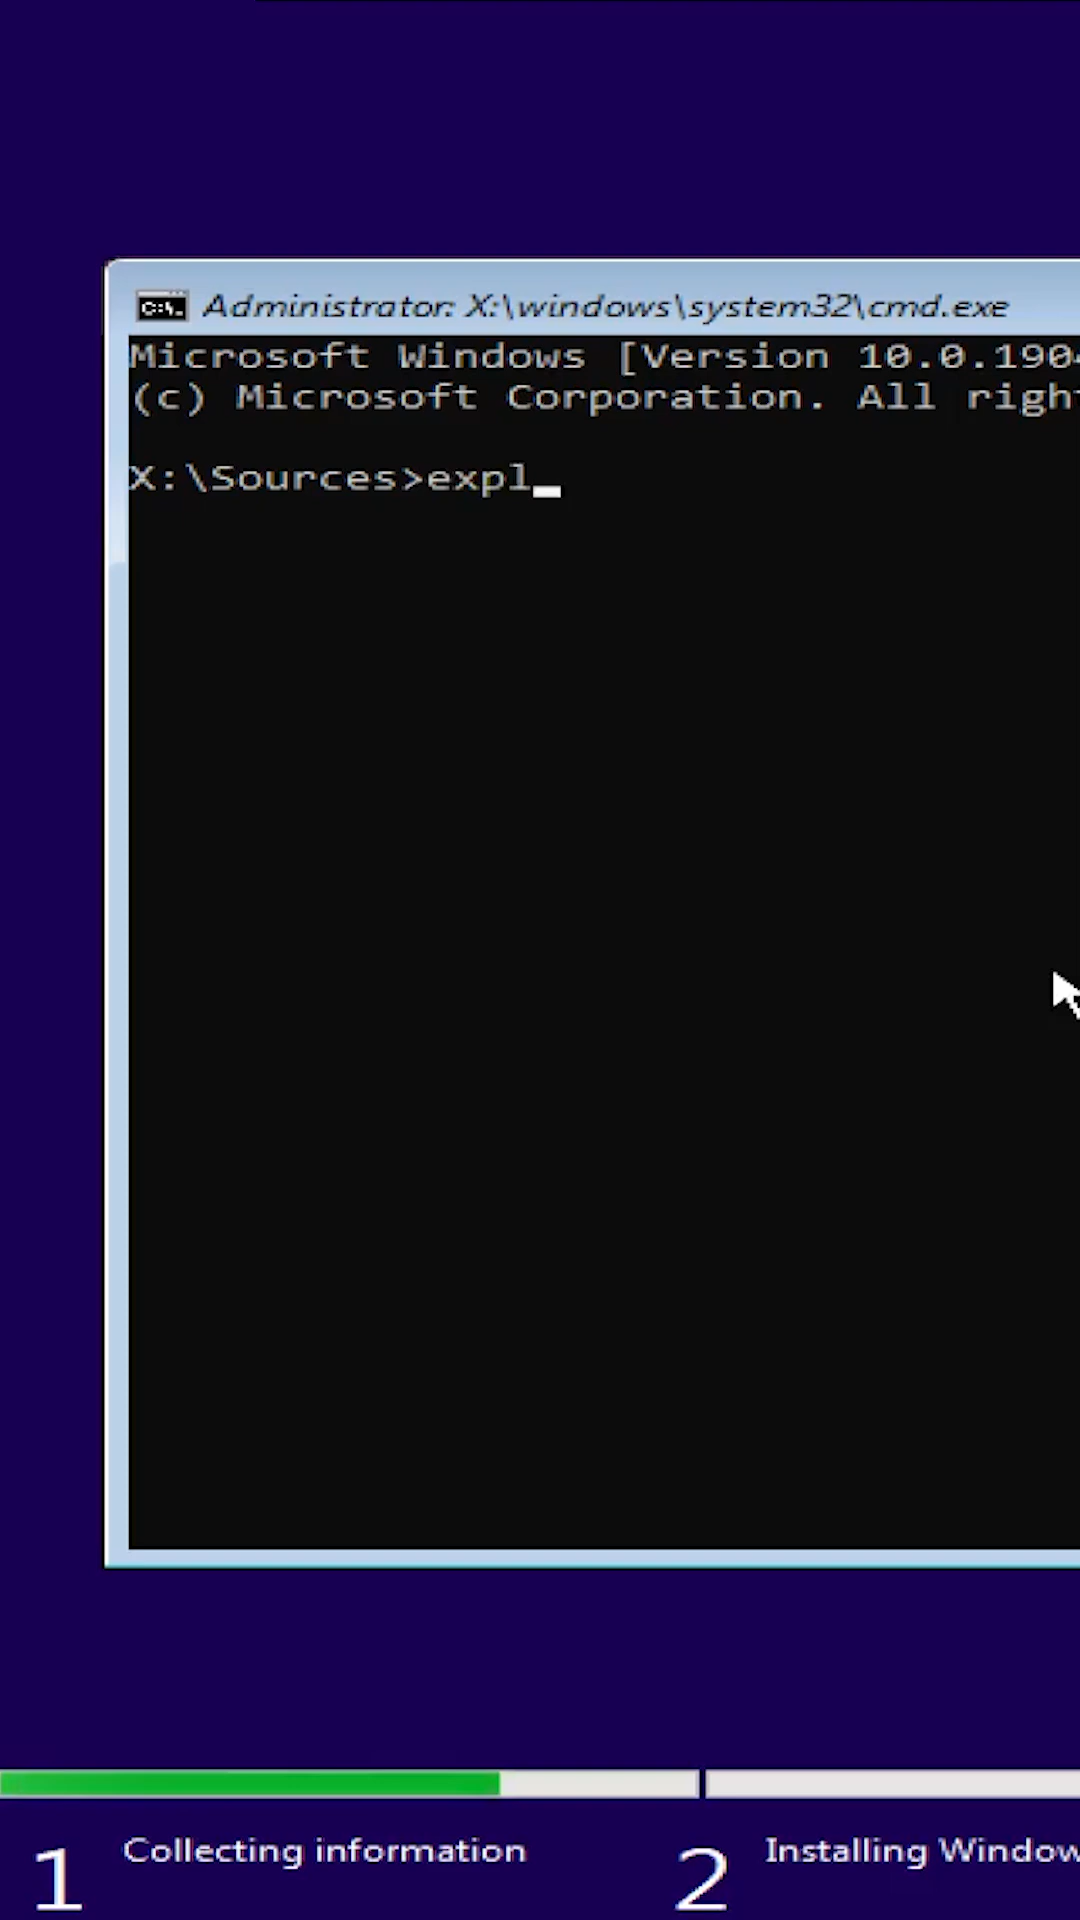 Administrator: X:\windows\system32\cmd.exe
Microsoft Windows [Version 10.0.190
(c) Microsoft Corporation. All righ
X:\Sources>expl
1 Collecting information
2 Installing Window